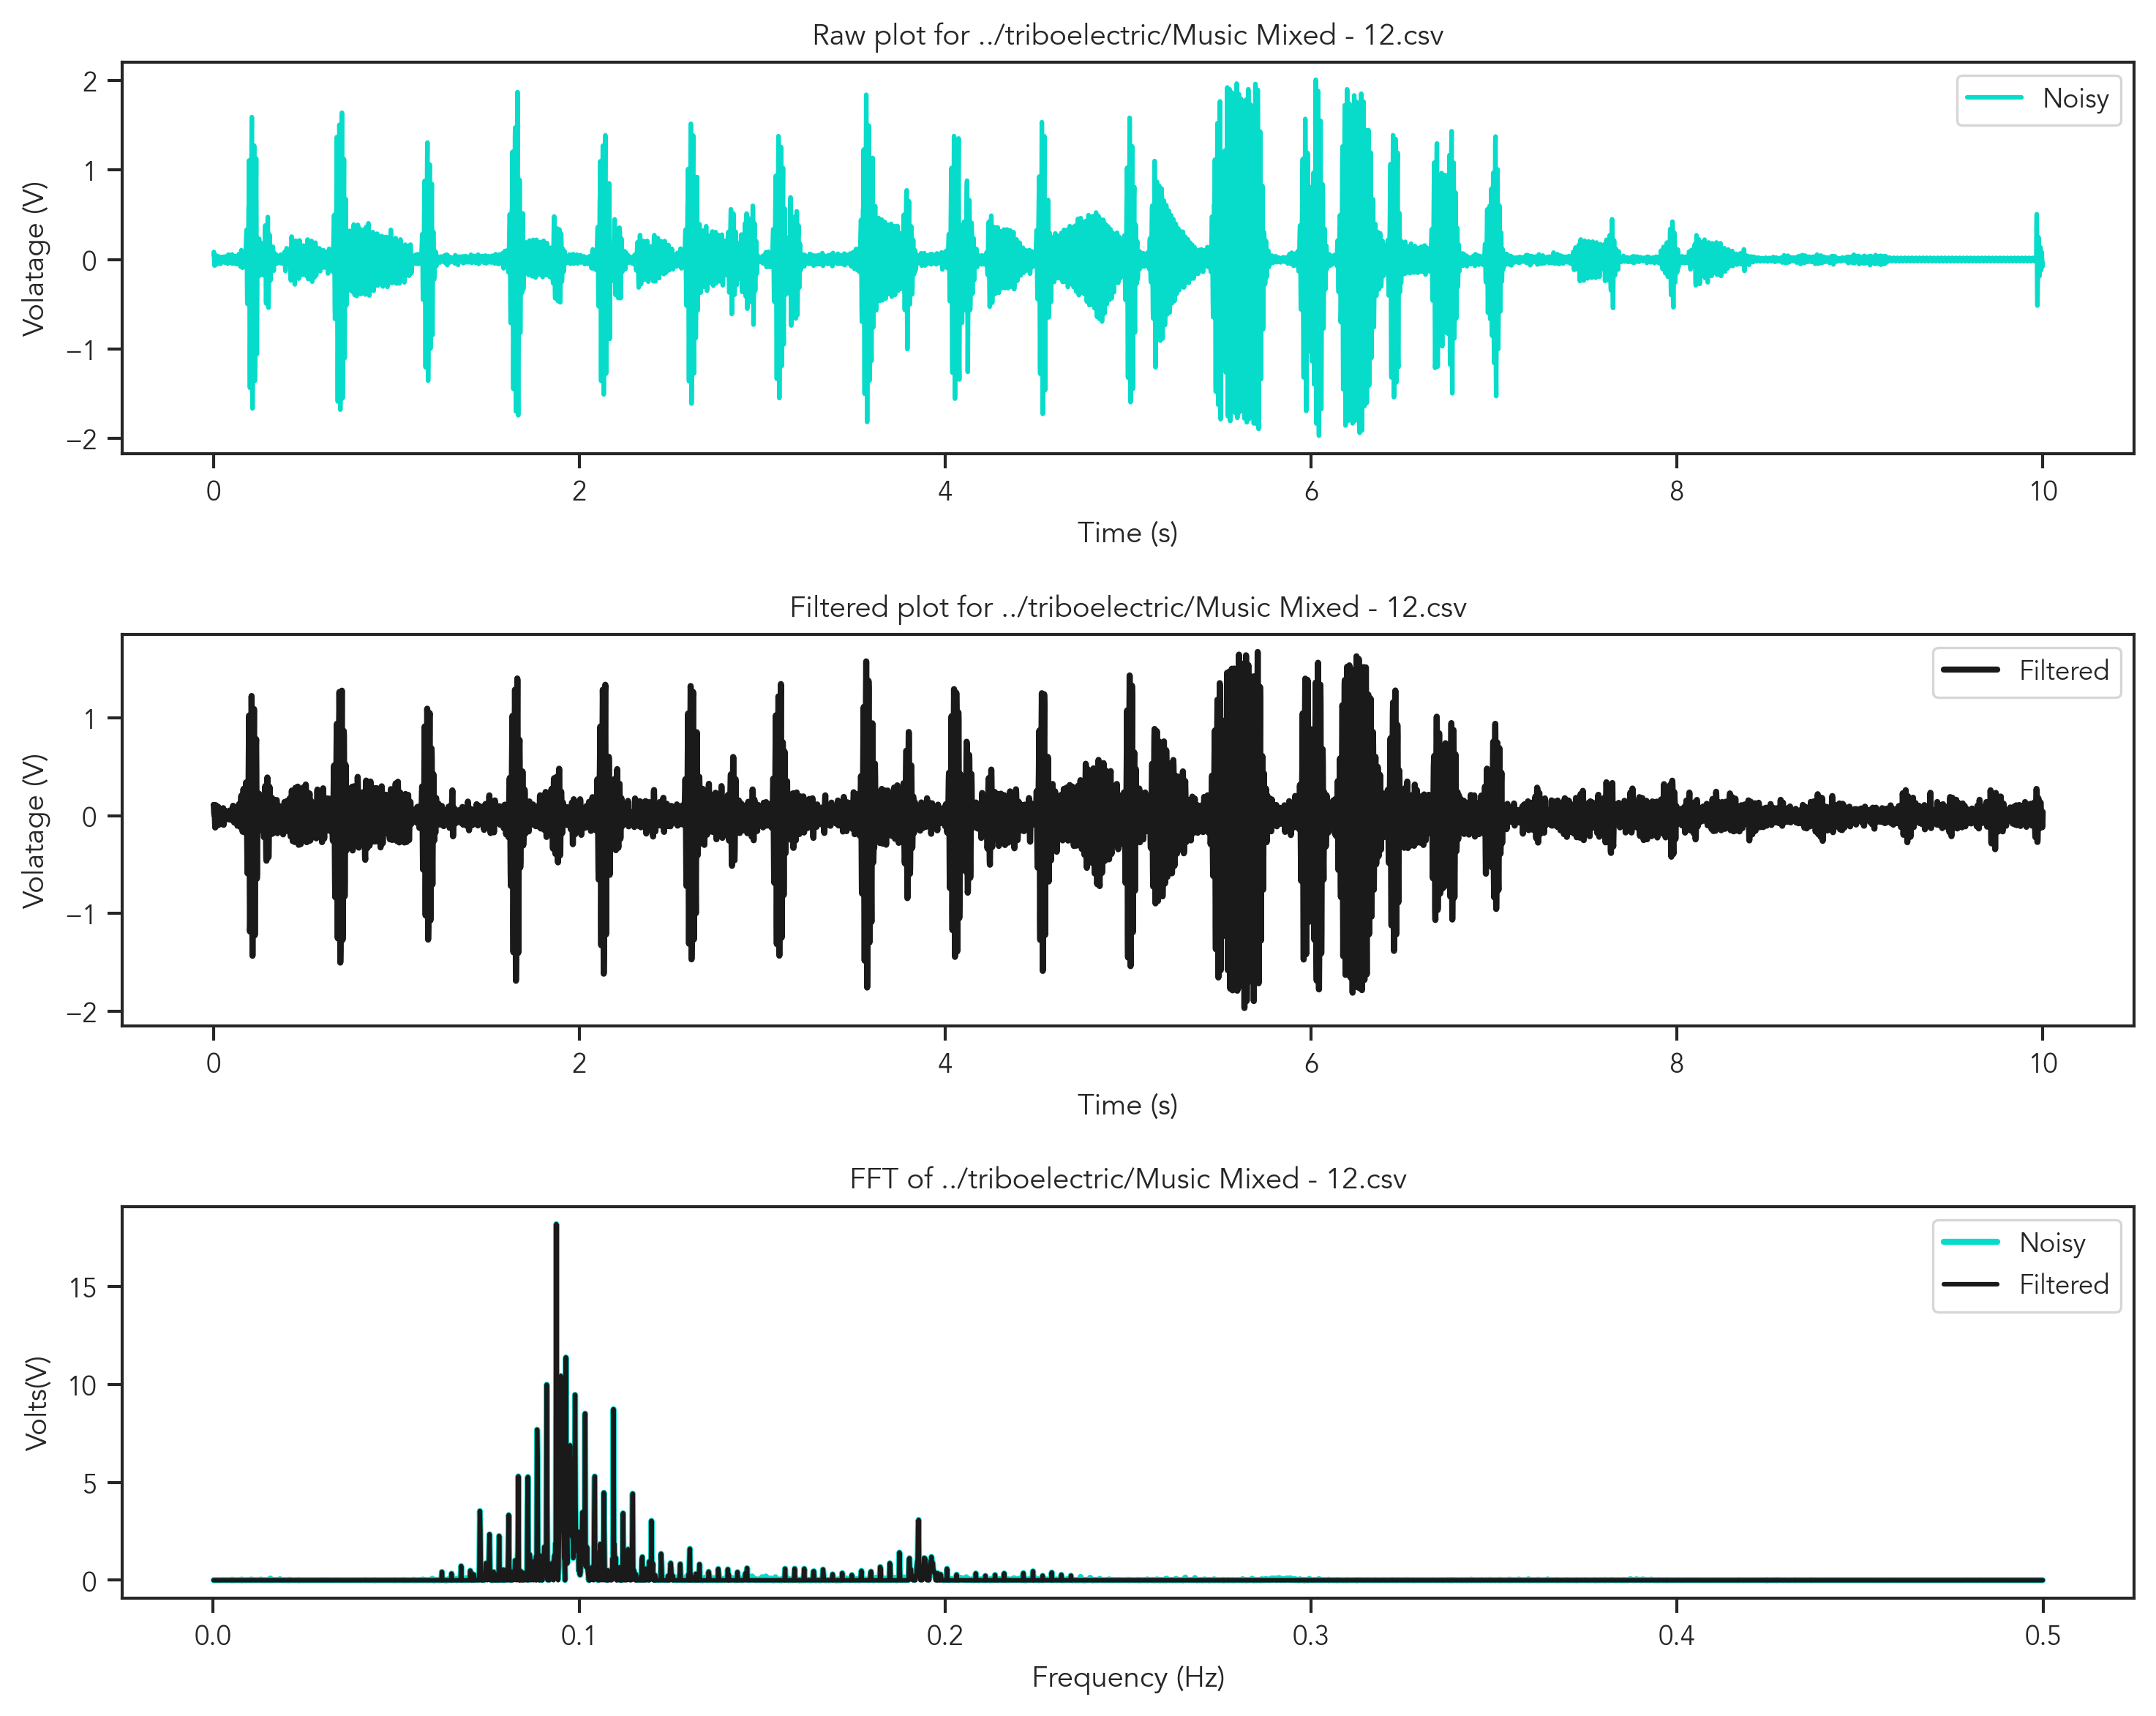 Raw plot for ../triboelectric/Music Mixed - 12.csv
Noisy
Volatage (V)
2
1
0
−1
−2
0 2 4 6 8 10
Time (s)
Filtered plot for ../triboelectric/Music Mixed - 12.csv
Filtered
Volatage (V)
1
0
−1
−2
0 2 4 6 8 10
Time (s)
FFT of ../triboelectric/Music Mixed - 12.csv
Noisy
Filtered
Volts(V)
15
10
5
0
0.0 0.1 0.2 0.3 0.4 0.5
Frequency (Hz)